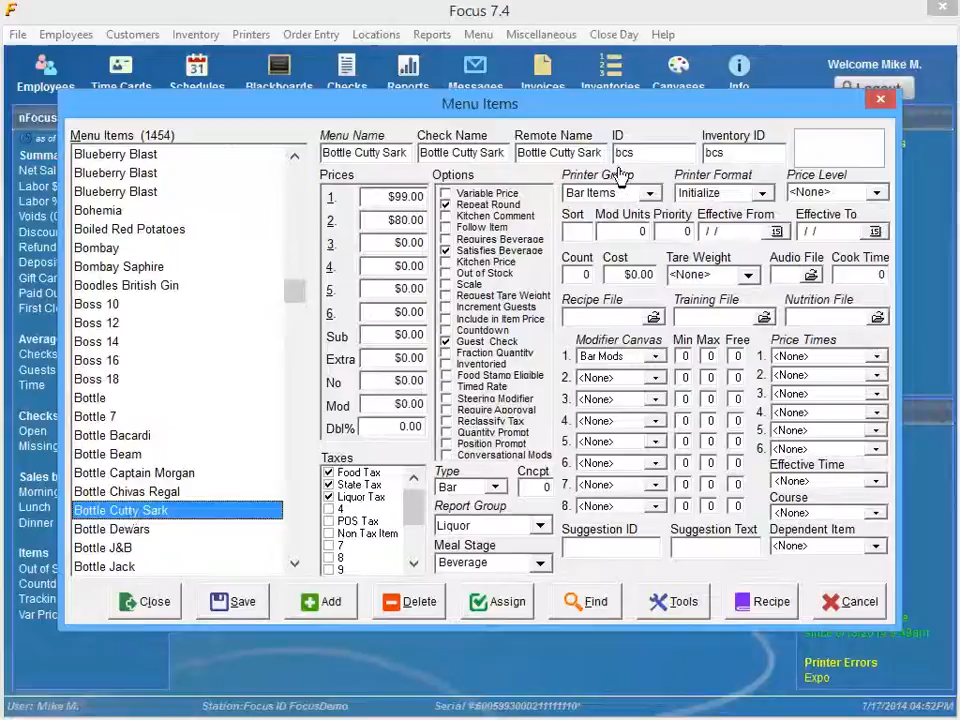 Focus 7.4
File Employees Customers Inventory Printers Order Entry Locations Reports Menu Miscellaneous Close Day Help
Welcome Mike M.
Employees Time Cards Schedules Blackboards Checks Reports Messages Invoices Inventories Canvases Info
Logout
Menu Items
nFocus
as of
Summa
Net Sal
Labor $
Labor %
Voids (0
Discou
Refund
Deposi
Gift Car
Paid Ou
First Cl
Averag
Checks
Guests
Time
Checks
Open
Missing
Sales b
Morning
Lunch
Dinner
Items
Out of S
Countd
Trackin
Var Pric
Menu Items (1454)
Blueberry Blast
Blueberry Blast
Blueberry Blast
Bohemia
Boiled Red Potatoes
Bombay
Bombay Saphire
Boodles British Gin
Boss 10
Boss 12
Boss 14
Boss 16
Boss 18
Bottle
Bottle 7
Bottle Bacardi
Bottle Beam
Bottle Captain Morgan
Bottle Chivas Regal
Bottle Cutty Sark
Bottle Dewars
Bottle J&B
Bottle Jack
Menu Name Check Name Remote Name ID Inventory ID
Bottle Cutty Sark Bottle Cutty Sark Bottle Cutty Sark bcs bcs
Prices
1. $99.00
2. $80.00
3. $0.00
4. $0.00
5. $0.00
6. $0.00
Sub $0.00
Extra $0.00
No $0.00
Mod $0.00
Dbl% 0.00
Taxes
Food Tax
State Tax
Liquor Tax
4
POS Tax
Non Tax Item
7
8
9
Options
Variable Price
Repeat Round
Kitchen Comment
Follow Item
Requires Beverage
Satisfies Beverage
Kitchen Price
Out of Stock
Scale
Request Tare Weight
Increment Guests
Include in Item Price
Countdown
Guest Check
Fraction Quantity
Inventoried
Food Stamp Eligible
Timed Rate
Steering Modifier
Require Approval
Reclassify Tax
Quantity Prompt
Position Prompt
Conversational Mods
Type Cncpt
Bar 0
Report Group
Liquor
Meal Stage
Beverage
Printer Group Printer Format Price Level
Bar Items Initialize <None>
Sort Mod Units Priority Effective From Effective To
0 0 / / 15 / / 15
Count Cost Tare Weight Audio File Cook Time
0 $0.00 <None> 0
Recipe File Training File Nutrition File
Modifier Canvas Min Max Free Price Times
1. Bar Mods 0 0 0 1. <None>
2. <None> 0 0 0 2. <None>
3. <None> 0 0 0 3. <None>
4. <None> 0 0 0 4. <None>
5. <None> 0 0 0 5. <None>
6. <None> 0 0 0 6. <None>
7. <None> 0 0 0
8. <None> 0 0 0
Effective Time
<None>
Course
<None>
Suggestion ID Suggestion Text Dependent Item
<None>
Close Save Add Delete Assign Find Tools Recipe Cancel
Printer Errors
Expo
User: Mike M. Station:Focus ID FocusDemo 7/17/2014 04:52PM